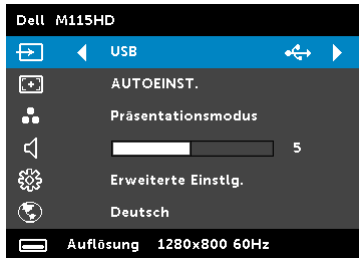 Dell M115HD
USB
AUTOEINST.
Präsentationsmodus
5
Erweiterte Einstlg.
Deutsch
Auflösung 1280x800 60Hz